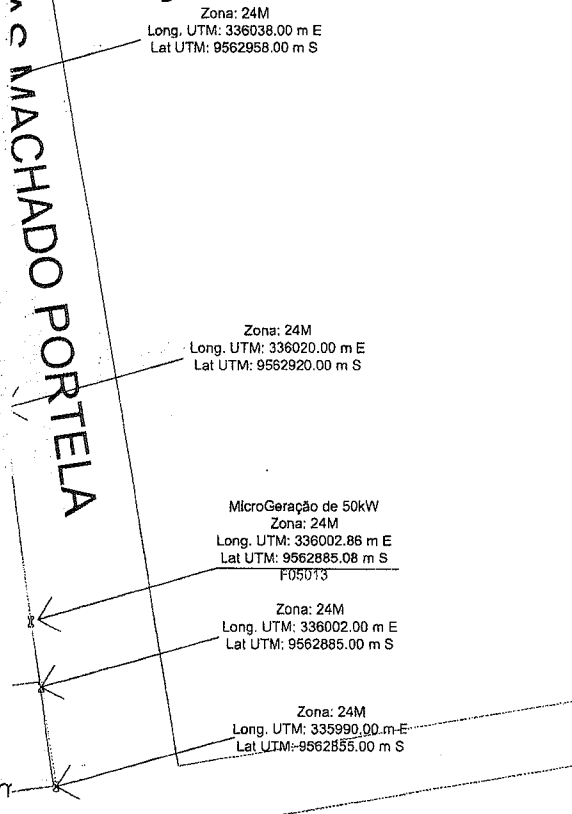 Zona: 24M
Long. UTM: 336038.00 m E
Lat UTM: 9562958.00 m S
MACHADO PORTELA
Zona: 24M
Long. UTM: 336020.00 m E
Lat UTM: 9562920.00 m S
MicroGeração de 50kW
Zona: 24M
Long. UTM: 336002.86 m E
Lat UTM: 9562885.08 m S
F05013
Zona: 24M
Long. UTM: 336002.00 m E
Lat UTM: 9562885.00 m S
Zona: 24M
Long. UTM: 335990.00 m E
Lat UTM: 9562855.00 m S